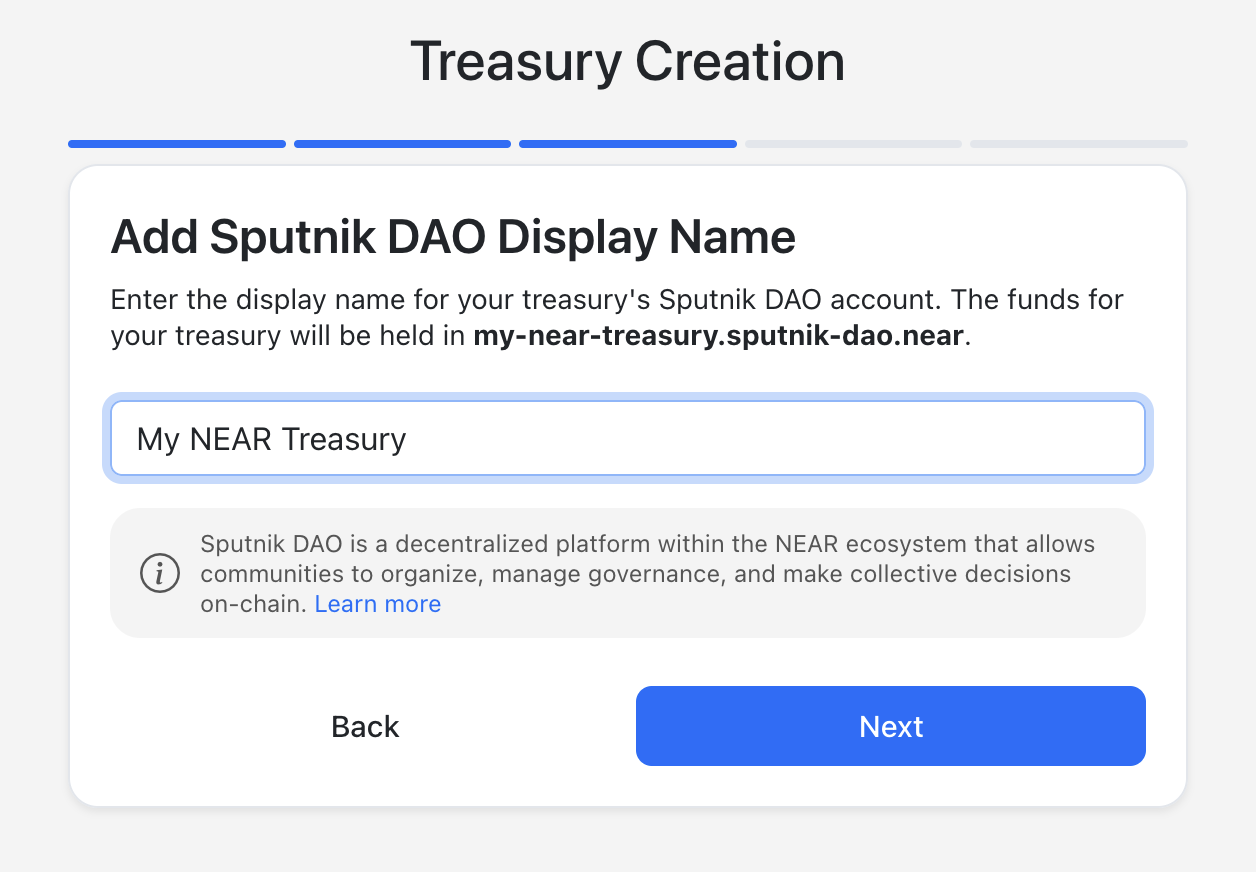 Treasury Creation
Add Sputnik DAO Display Name
Enter the display name for your treasury's Sputnik DAO account. The funds for
your treasury will be held in my-near-treasury.sputnik-dao.near.
My NEAR Treasury
Sputnik DAO is a decentralized platform within the NEAR ecosystem that allows
communities to organize, manage governance, and make collective decisions
on-chain. Learn more
Back
Next